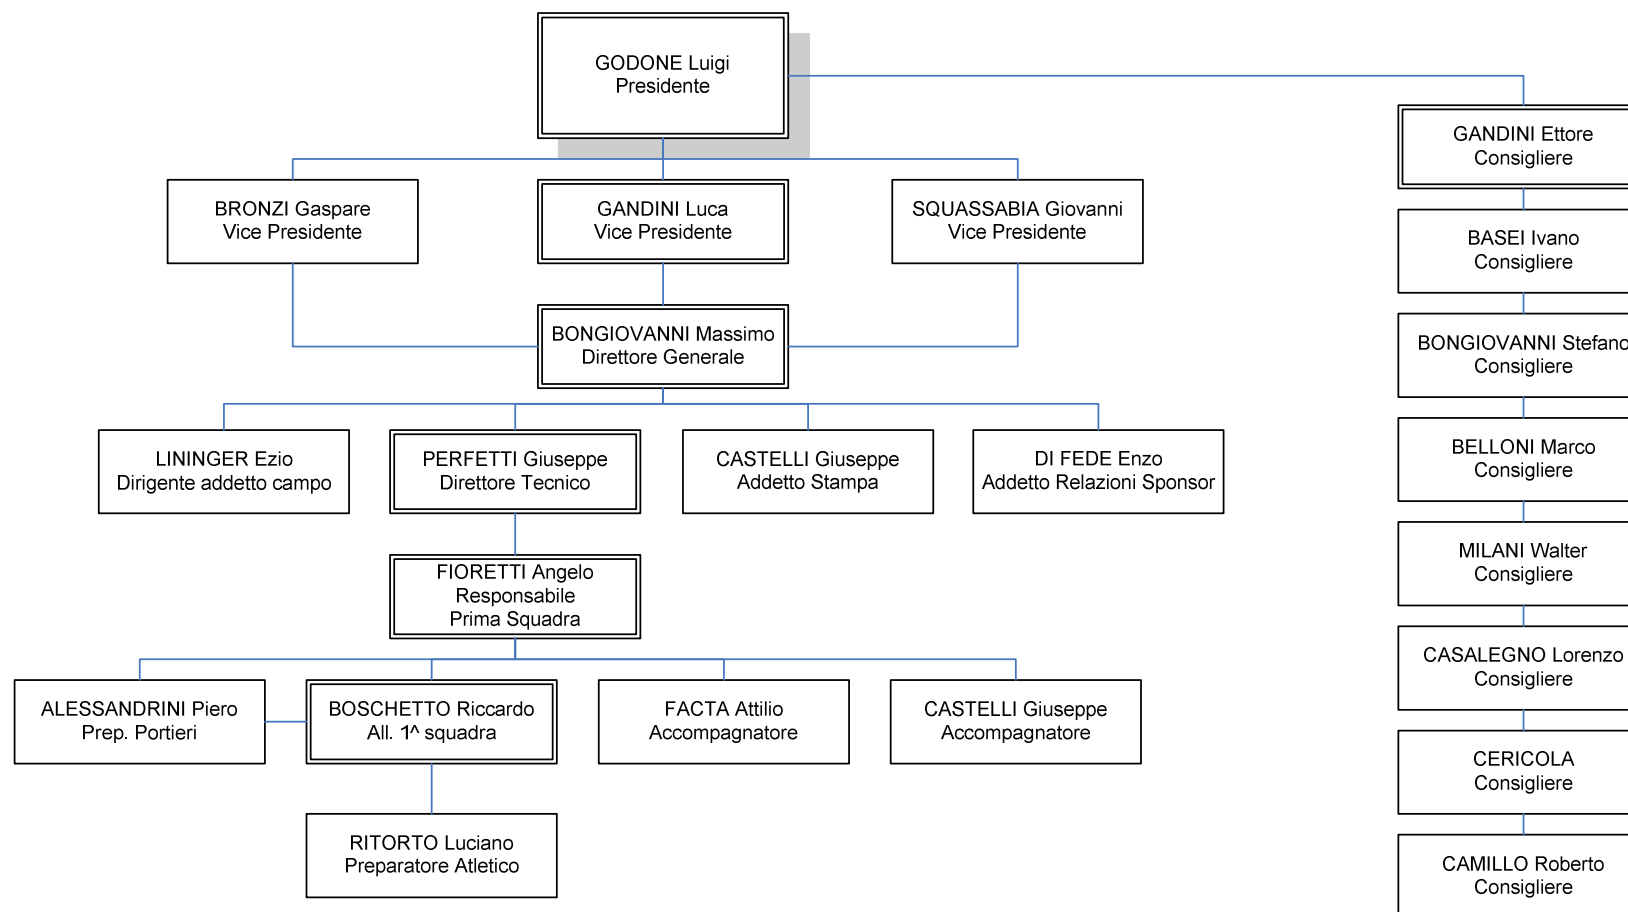 GODONE Luigi
Presidente
BRONZI Gaspare
Vice Presidente
GANDINI Luca
Vice Presidente
SQUASSABIA Giovanni
Vice Presidente
BONGIOVANNI Massimo
Direttore Generale
LININGER Ezio
Dirigente addetto campo
PERFETTI Giuseppe
Direttore Tecnico
CASTELLI Giuseppe
Addetto Stampa
DI FEDE Enzo
Addetto Relazioni Sponsor
FIORETTI Angelo
Responsabile
Prima Squadra
ALESSANDRINI Piero
Prep. Portieri
BOSCHETTO Riccardo
All. 1^ squadra
FACTA Attilio
Accompagnatore
CASTELLI Giuseppe
Accompagnatore
RITORTO Luciano
Preparatore Atletico
GANDINI Ettore
Consigliere
BASEI Ivano
Consigliere
BONGIOVANNI Stefano
Consigliere
BELLONI Marco
Consigliere
MILANI Walter
Consigliere
CASALEGNO Lorenzo
Consigliere
CERICOLA
Consigliere
CAMILLO Roberto
Consigliere